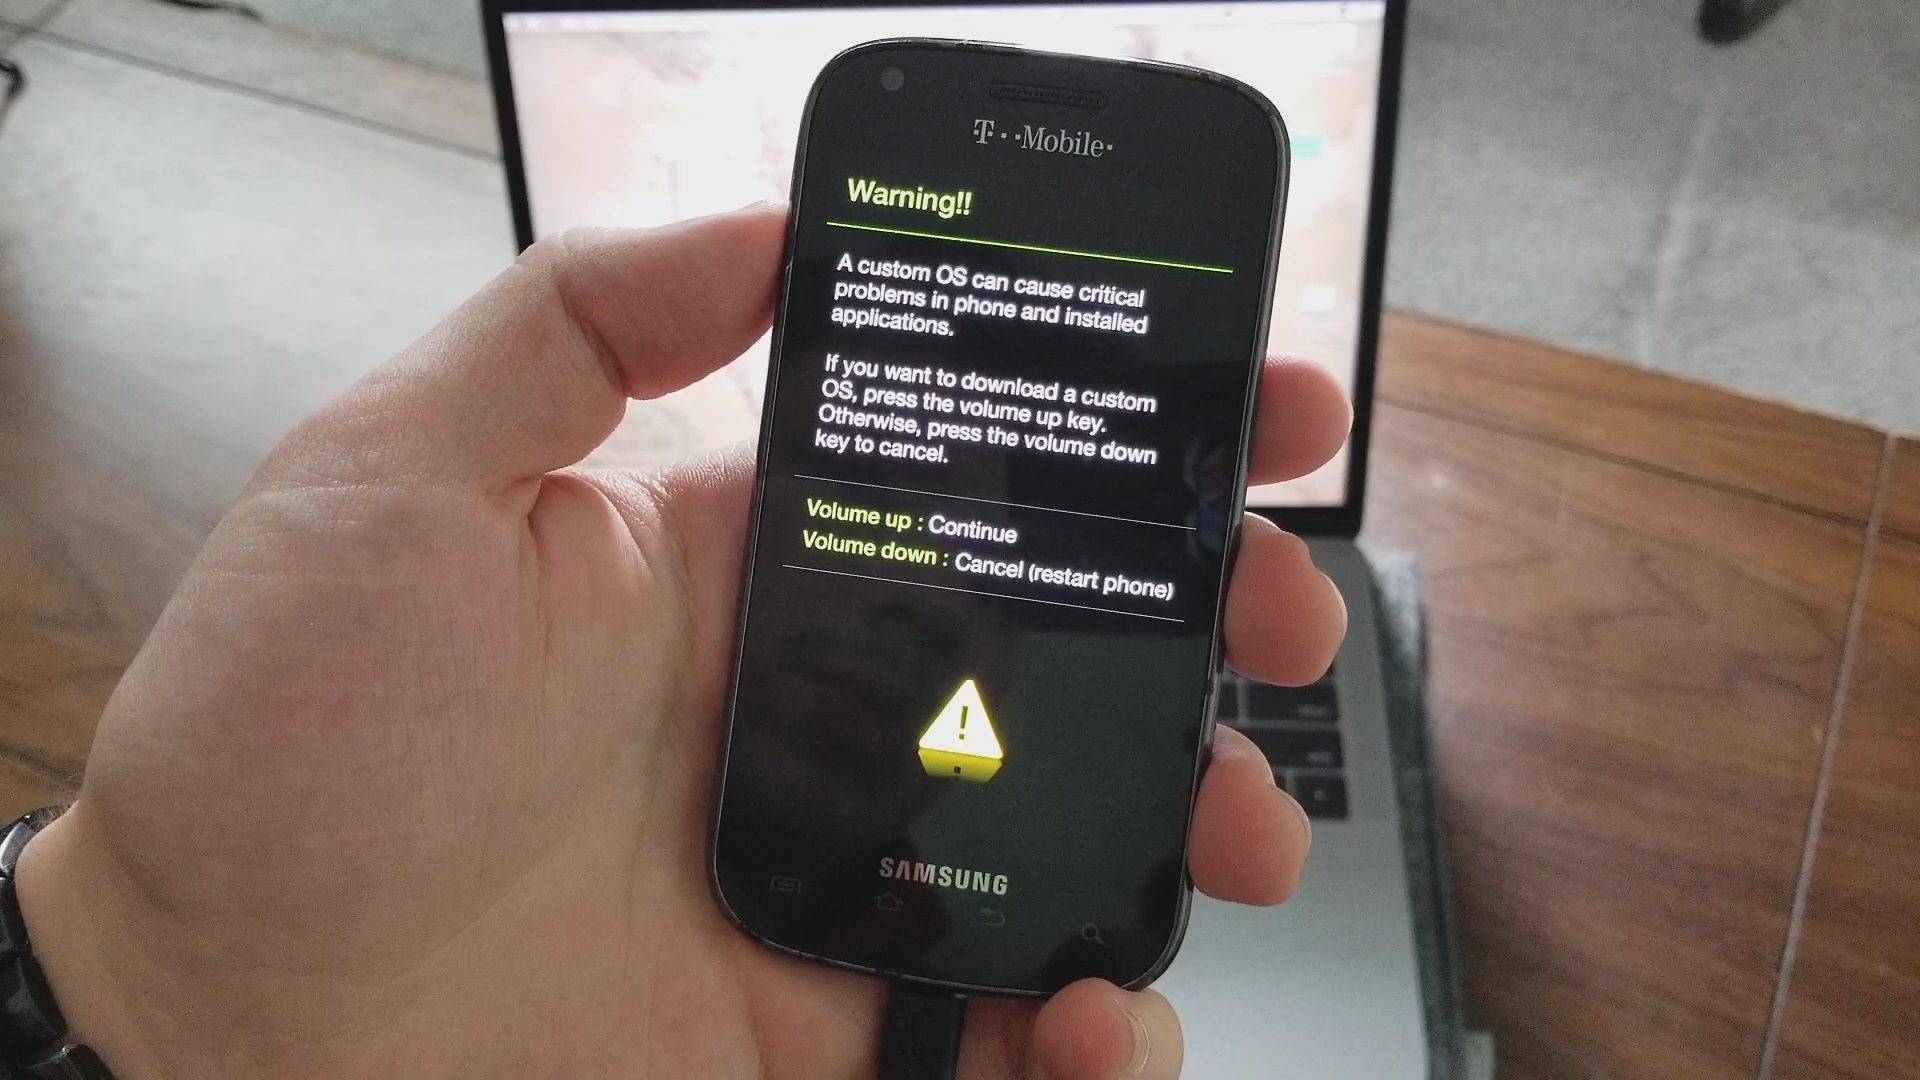 T··Mobile·
Warning!!
A custom OS can cause critical
problems in phone and installed
applications.
If you want to download a custom
OS, press the volume up key.
Otherwise, press the volume down
key to cancel.
Volume up : Continue
Volume down : Cancel (restart phone)
!
SAMSUNG